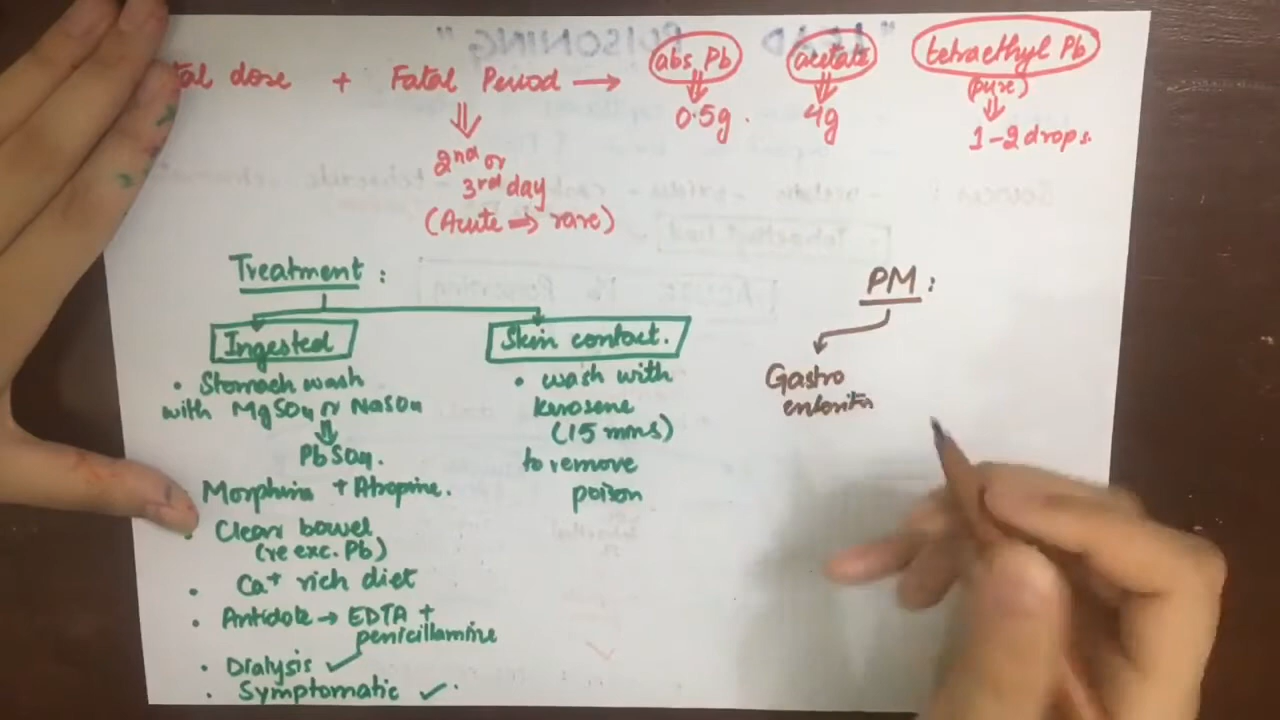 tal dose + Fatal Period → abs Pb acetate tetraethyl Pb
(pure)
0.5g. 4g
1-2 drops.
2nd or
3rd day
(Acute ⇒ rare)
Treatment :
Ingested
• Stomach wash
with MgSO4 or NaSO4
PbSO4.
Morphine + Atropine.
Clear bowel
(re exc. Pb)
• Ca+ rich diet
• Antidote → EDTA +
penicillamine
• Dialysis ✓
• Symptomatic ✓.
Skin contact.
• wash with
kerosene
(15 mns)
to remove
poison
PM :
Gastro